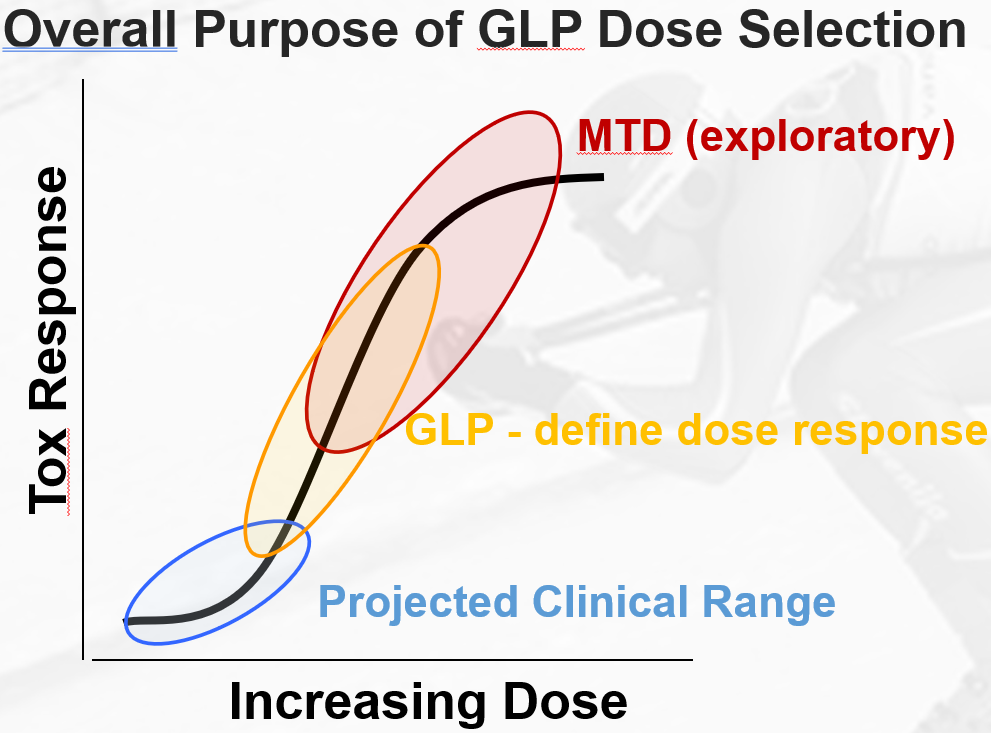 Overall Purpose of GLP Dose Selection
MTD (exploratory)
Tox Response
GLP - define dose response
Projected Clinical Range
Increasing Dose